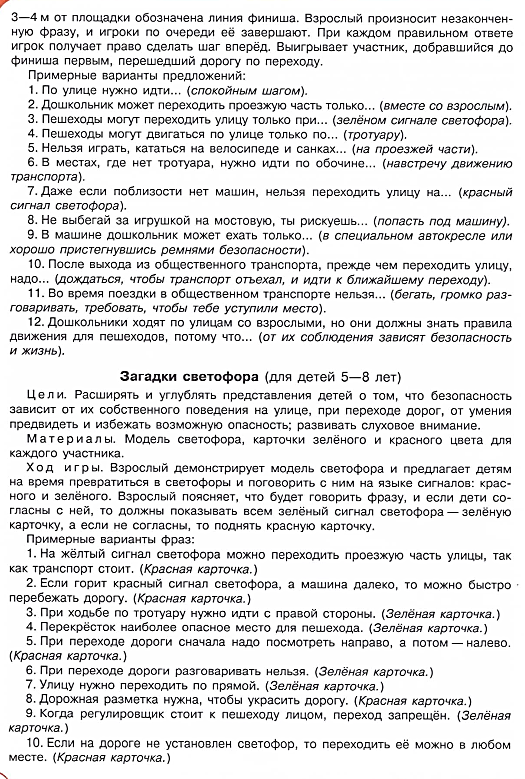 3—4 м от площадки обозначена линия финиша. Взрослый произносит незакончен-
ную фразу, и игроки по очереди её завершают. При каждом правильном ответе
игрок получает право сделать шаг вперёд. Выигрывает участник, добравшийся до
финиша первым, перешедший дорогу по переходу.
Примерные варианты предложений:
1. По улице нужно идти... (спокойным шагом).
2. Дошкольник может переходить проезжую часть только... (вместе со взрослым).
3. Пешеходы могут переходить улицу только при... (зелёном сигнале светофора).
4. Пешеходы могут двигаться по улице только по... (тротуару).
5. Нельзя играть, кататься на велосипеде и санках... (на проезжей части).
6. В местах, где нет тротуара, нужно идти по обочине... (навстречу движению
транспорта).
7. Даже если поблизости нет машин, нельзя переходить улицу на... (красный
сигнал светофора).
8. Не выбегай за игрушкой на мостовую, ты рискуешь... (попасть под машину).
9. В машине дошкольник может ехать только... (в специальном автокресле или
хорошо пристегнувшись ремнями безопасности).
10. После выхода из общественного транспорта, прежде чем переходить улицу,
надо... (дождаться, чтобы транспорт отъехал, и идти к ближайшему переходу).
11. Во время поездки в общественном транспорте нельзя... (бегать, громко раз-
говаривать, требовать, чтобы тебе уступили место).
12. Дошкольники ходят по улицам со взрослыми, но они должны знать правила
движения для пешеходов, потому что... (от их соблюдения зависят безопасность
и жизнь).
Загадки светофора (для детей 5—8 лет)
Цели. Расширять и углублять представления детей о том, что безопасность
зависит от их собственного поведения на улице, при переходе дорог, от умения
предвидеть и избежать возможную опасность; развивать слуховое внимание.
Материалы. Модель светофора, карточки зелёного и красного цвета для
каждого участника.
Ход игры. Взрослый демонстрирует модель светофора и предлагает детям
на время превратиться в светофоры и поговорить с ним на языке сигналов: крас-
ного и зелёного. Взрослый поясняет, что будет говорить фразу, и если дети со-
гласны с ней, то должны показывать всем зелёный сигнал светофора — зелёную
карточку, а если не согласны, то поднять красную карточку.
Примерные варианты фраз:
1. На жёлтый сигнал светофора можно переходить проезжую часть улицы, так
как транспорт стоит. (Красная карточка.)
2. Если горит красный сигнал светофора, а машина далеко, то можно быстро
перебежать дорогу. (Красная карточка.)
3. При ходьбе по тротуару нужно идти с правой стороны. (Зелёная карточка.)
4. Перекрёсток наиболее опасное место для пешехода. (Зелёная карточка.)
5. При переходе дороги сначала надо посмотреть направо, а потом — налево.
(Красная карточка.)
6. При переходе дороги разговаривать нельзя. (Зелёная карточка.)
7. Улицу нужно переходить по прямой. (Зелёная карточка.)
8. Дорожная разметка нужна, чтобы украсить дорогу. (Красная карточка.)
9. Когда регулировщик стоит к пешеходу лицом, переход запрещён. (Зелёная
карточка.)
10. Если на дороге не установлен светофор, то переходить её можно в любом
месте. (Красная карточка.)